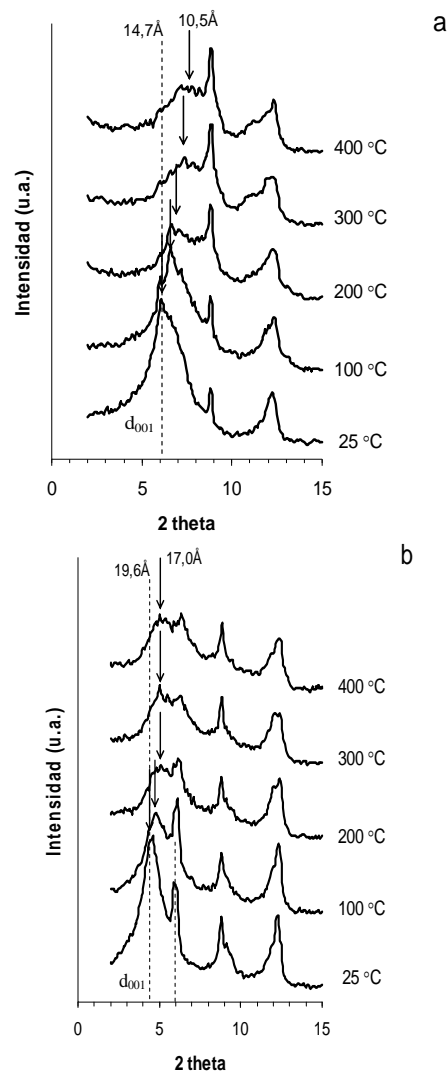 a
14,7Å 10,5Å
400 °C
300 °C
200 °C
100 °C
25 °C
d001
Intensidad (u.a.)
0 5 10 15
2 theta
b
19,6Å 17,0Å
400 °C
300 °C
200 °C
100 °C
25 °C
d001
Intensidad (u.a.)
0 5 10 15
2 theta